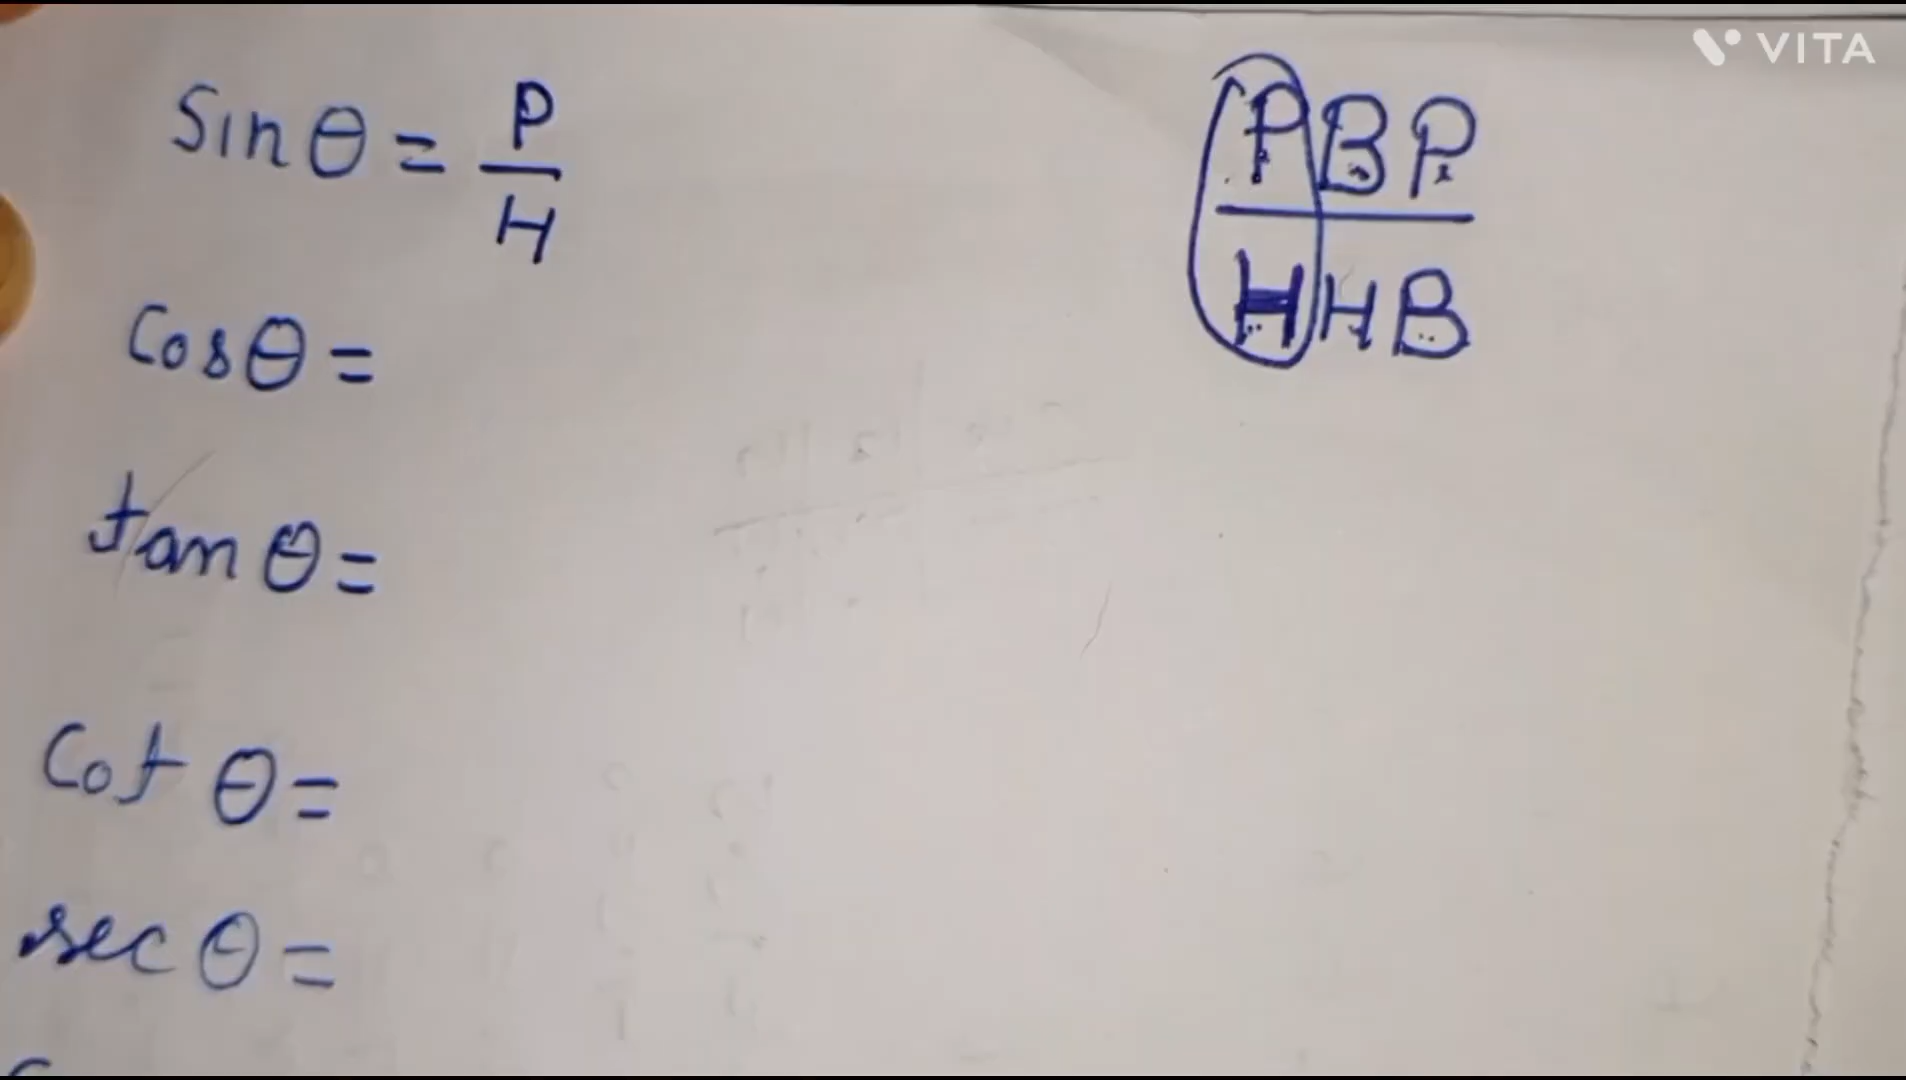 VITA
Sin θ = P/H
PBP
HHB
Cos θ =
tan θ =
Cot θ =
sec θ =